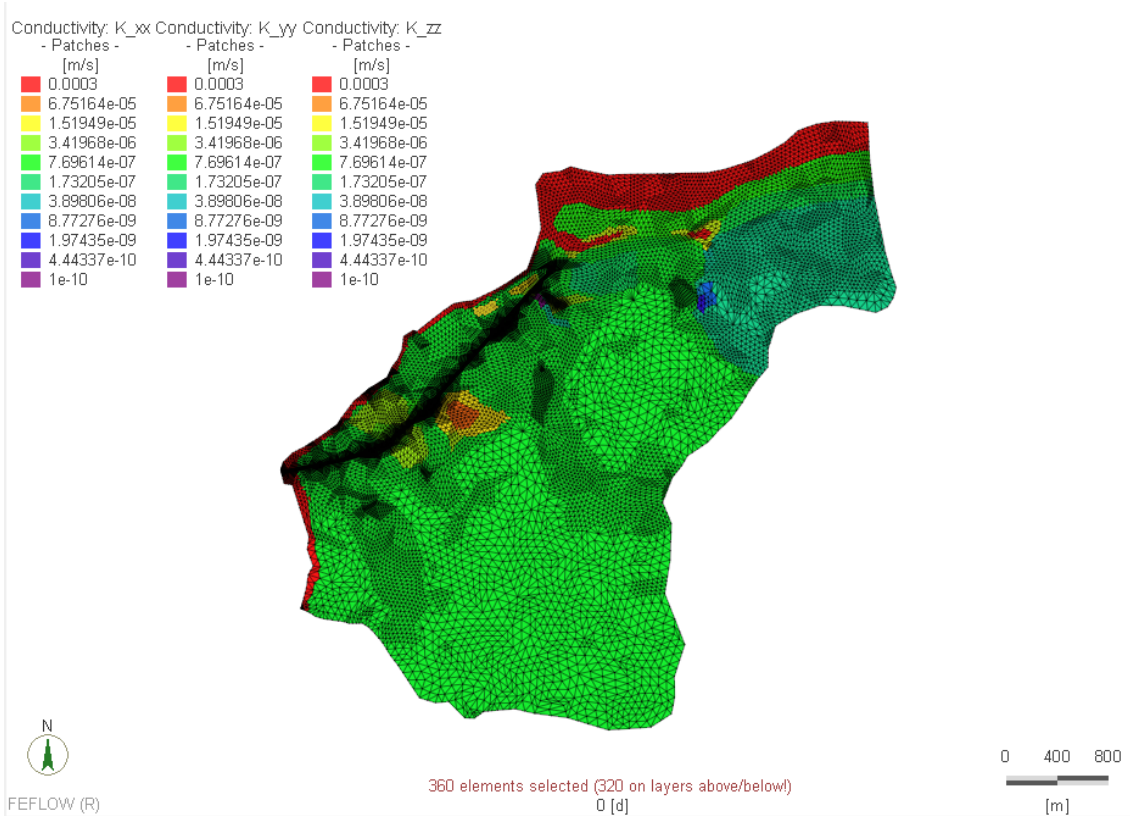 Conductivity: K_xx Conductivity: K_yy Conductivity: K_zz
- Patches - - Patches - - Patches -
[m/s] [m/s] [m/s]
0.0003 0.0003 0.0003
6.75164e-05 6.75164e-05 6.75164e-05
1.51949e-05 1.51949e-05 1.51949e-05
3.41968e-06 3.41968e-06 3.41968e-06
7.69614e-07 7.69614e-07 7.69614e-07
1.73205e-07 1.73205e-07 1.73205e-07
3.89806e-08 3.89806e-08 3.89806e-08
8.77276e-09 8.77276e-09 8.77276e-09
1.97435e-09 1.97435e-09 1.97435e-09
4.44337e-10 4.44337e-10 4.44337e-10
1e-10 1e-10 1e-10
N
0 400 800
[m]
360 elements selected (320 on layers above/below!)
0 [d]
FEFLOW (R)